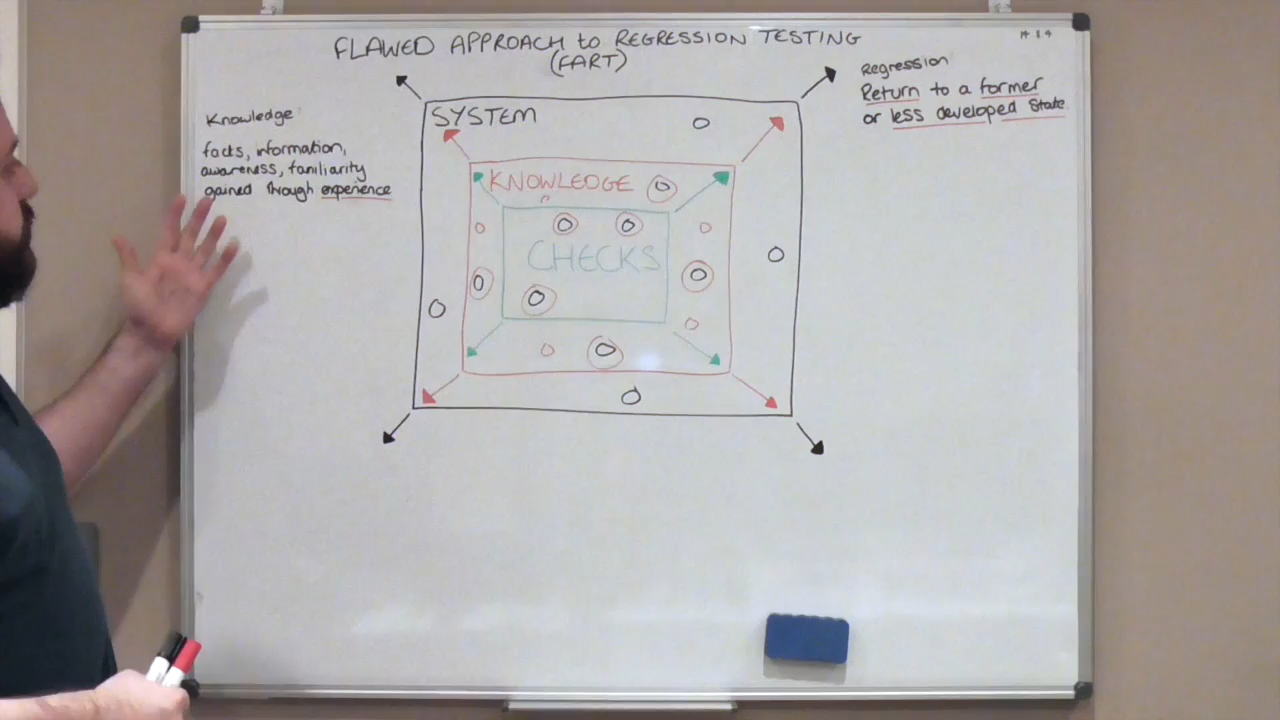 FLAWED APPROACH to REGRESSION TESTING
(FART)
Knowledge:
facts, information,
awareness, familiarity
gained through experience
SYSTEM
KNOWLEDGE
CHECKS
Regression
Return to a former
or less developed state